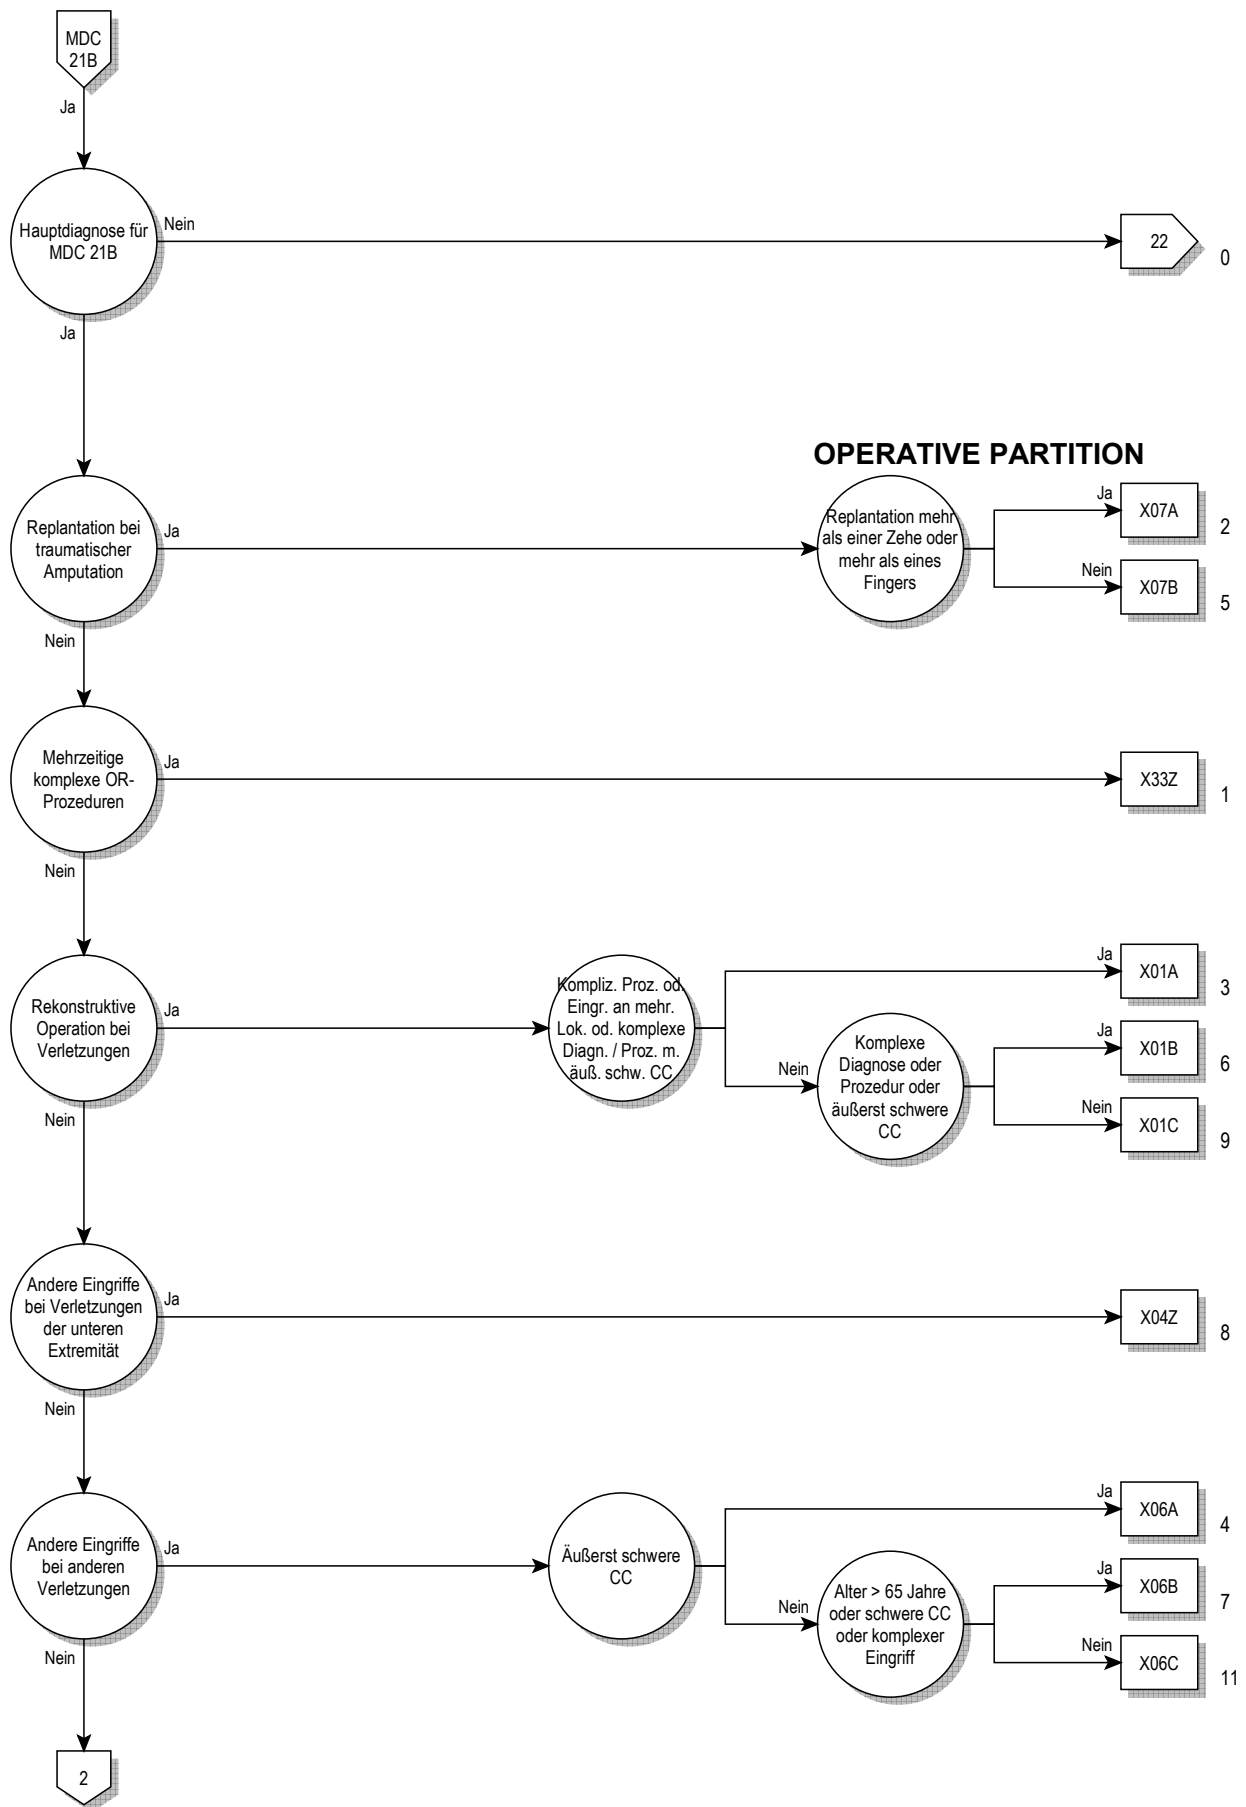 MDC
21B
Ja
Hauptdiagnose für
MDC 21B
Nein
22
0
Ja
OPERATIVE PARTITION
Replantation bei
traumatischer
Amputation
Ja
Replantation mehr
als einer Zehe oder
mehr als eines
Fingers
Ja
X07A
2
Nein
X07B
5
Nein
Mehrzeitige
komplexe OR-
Prozeduren
Ja
X33Z
1
Nein
Rekonstruktive
Operation bei
Verletzungen
Ja
Kompliz. Proz. od.
Eingr. an mehr.
Lok. od. komplexe
Diagn. / Proz. m.
äuß. schw. CC
Ja
X01A
3
Nein
Komplexe
Diagnose oder
Prozedur oder
äußerst schwere
CC
Ja
X01B
6
Nein
X01C
9
Nein
Andere Eingriffe
bei Verletzungen
der unteren
Extremität
Ja
X04Z
8
Nein
Andere Eingriffe
bei anderen
Verletzungen
Ja
Äußerst schwere
CC
Ja
X06A
4
Nein
Alter > 65 Jahre
oder schwere CC
oder komplexer
Eingriff
Ja
X06B
7
Nein
X06C
11
Nein
2